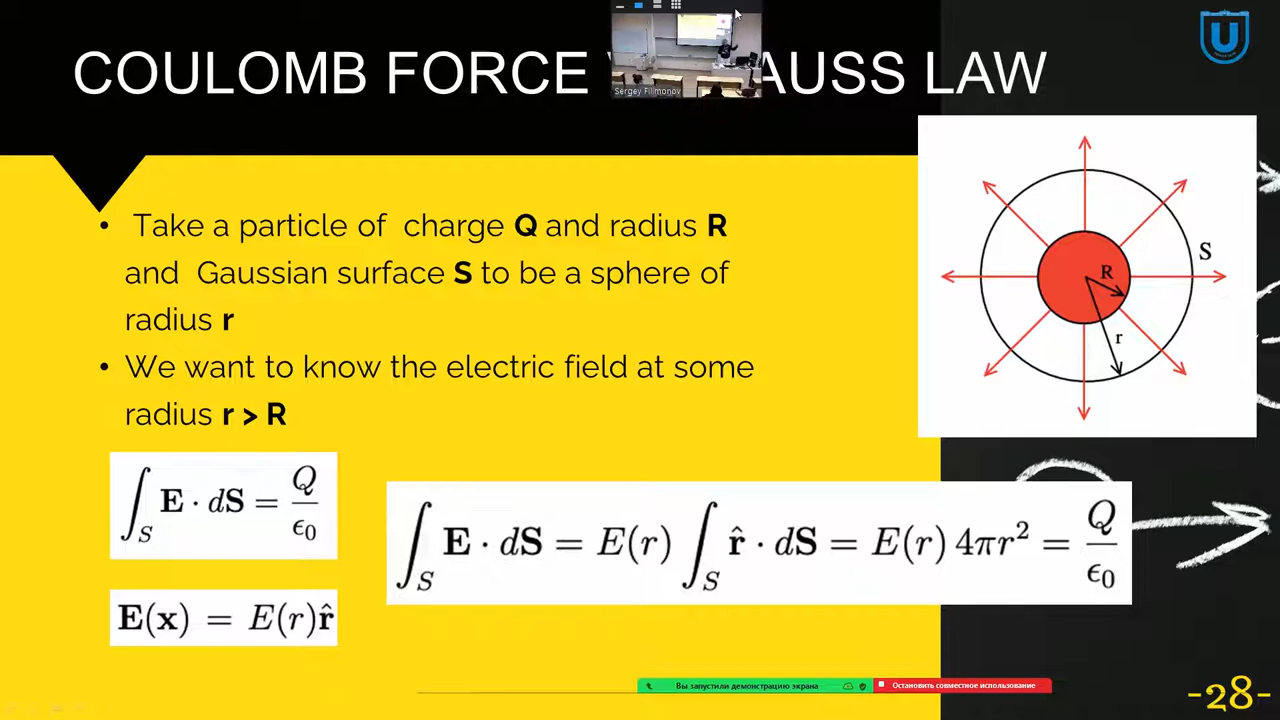 COULOMB FORCE AUSS LAW
Sergey Filimonov
U
• Take a particle of charge Q and radius R
and Gaussian surface S to be a sphere of
radius r
• We want to know the electric field at some
radius r > R
S
R
r
∫_S E · dS = Q/ϵ₀
E(x) = E(r)r̂
∫_S E · dS = E(r) ∫_S r̂ · dS = E(r) 4πr² = Q/ϵ₀
Вы запустили демонстрацию экрана
Остановить совместное использование
-28-